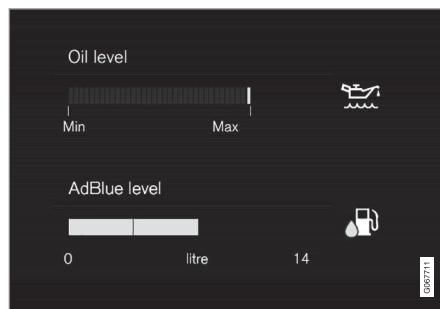 Oil level
Min Max
AdBlue level
0 litre 14
G067711